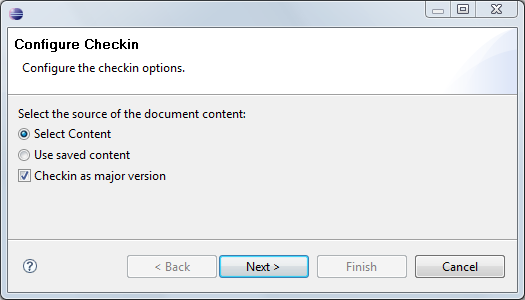 Configure Checkin
Configure the checkin options.
Select the source of the document content:
Select Content
Use saved content
Checkin as major version
?
< Back
Next >
Finish
Cancel